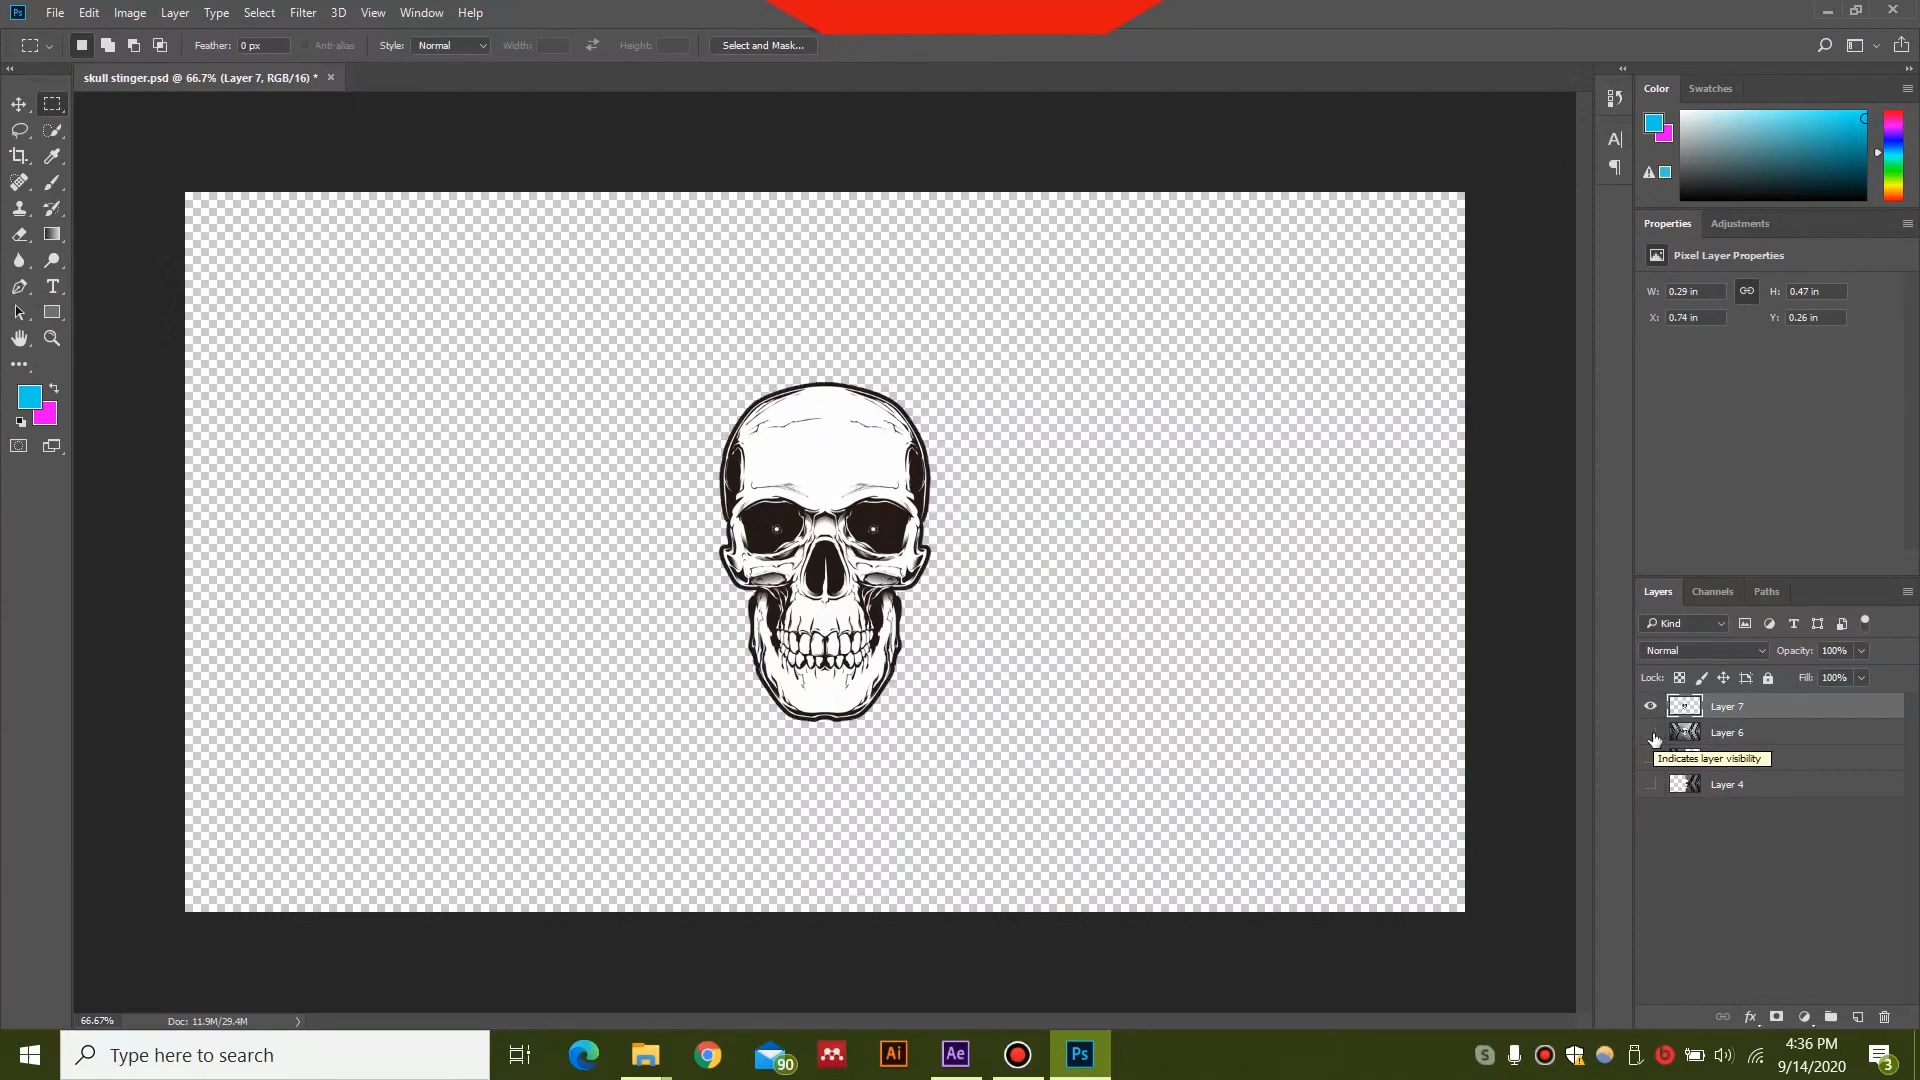 Ps File Edit Image Layer Type Select Filter 3D View Window Help
Feather: 0 px Anti-alias Style: Normal Width: Height: Select and Mask...
skull stinger.psd @ 66.7% (Layer 7, RGB/16) * ×
Color Swatches
Properties Adjustments
Pixel Layer Properties
W: 0.29 in H: 0.47 in
X: 0.74 in Y: 0.26 in
Layers Channels Paths
Kind
Normal Opacity: 100%
Lock: Fill: 100%
Layer 7
Layer 6
Indicates layer visibility
Layer 4
fx
66.67% Doc: 11.9M/29.4M
Type here to search
90
Ai
Ae
Ps
4:36 PM
9/14/2020
3